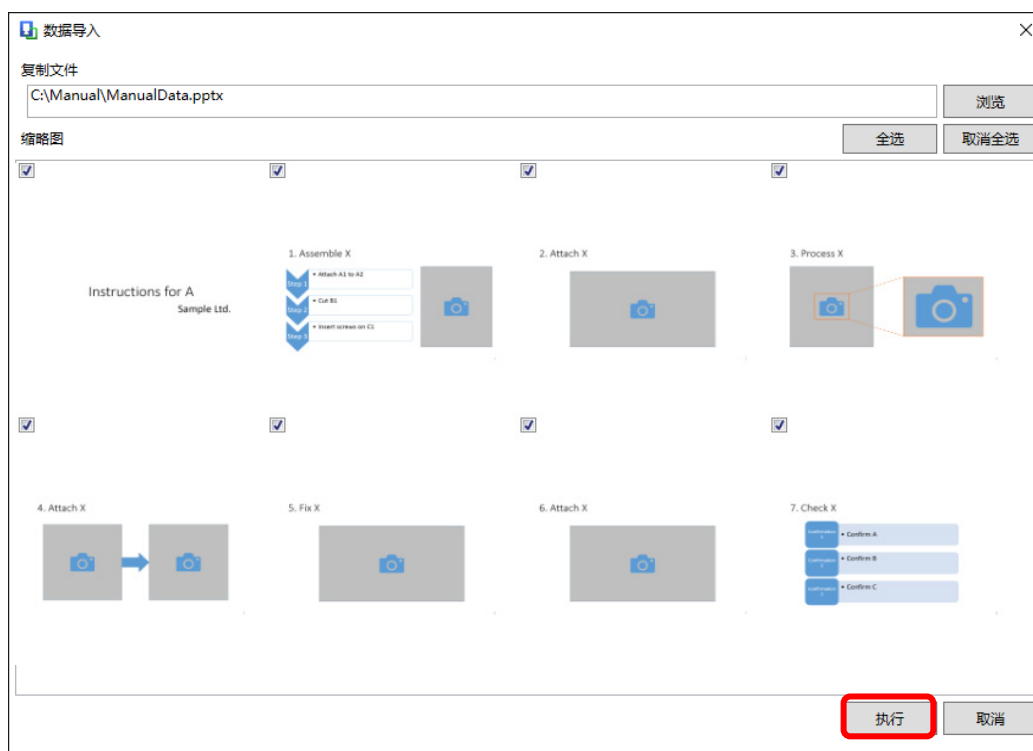 数据导入
复制文件
C:\Manual\ManualData.pptx
浏览
缩略图
全选
取消全选
Instructions for A
Sample Ltd.
1. Assemble X
Step 1
• Attach A1 to A2
Step 2
• Cut B1
Step 3
• Insert screws on C1
2. Attach X
3. Process X
4. Attach X
5. Fix X
6. Attach X
7. Check X
• Confirm A
• Confirm B
• Confirm C
执行
取消